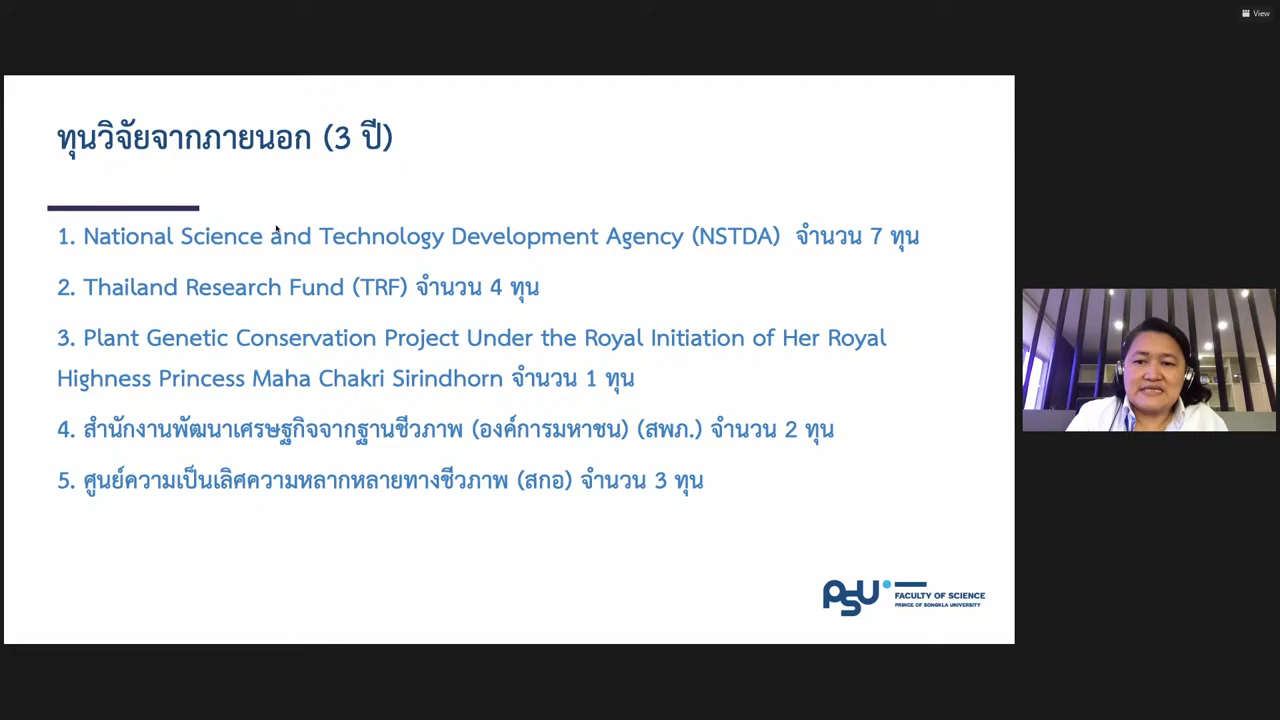 View
ทุนวิจัยจากภายนอก (3 ปี)
1. National Science and Technology Development Agency (NSTDA) จำนวน 7 ทุน
2. Thailand Research Fund (TRF) จำนวน 4 ทุน
3. Plant Genetic Conservation Project Under the Royal Initiation of Her Royal
Highness Princess Maha Chakri Sirindhorn จำนวน 1 ทุน
4. สำนักงานพัฒนาเศรษฐกิจจากฐานชีวภาพ (องค์การมหาชน) (สพภ.) จำนวน 2 ทุน
5. ศูนย์ความเป็นเลิศความหลากหลายทางชีวภาพ (สกอ) จำนวน 3 ทุน
PSU
FACULTY OF SCIENCE
PRINCE OF SONGKLA UNIVERSITY